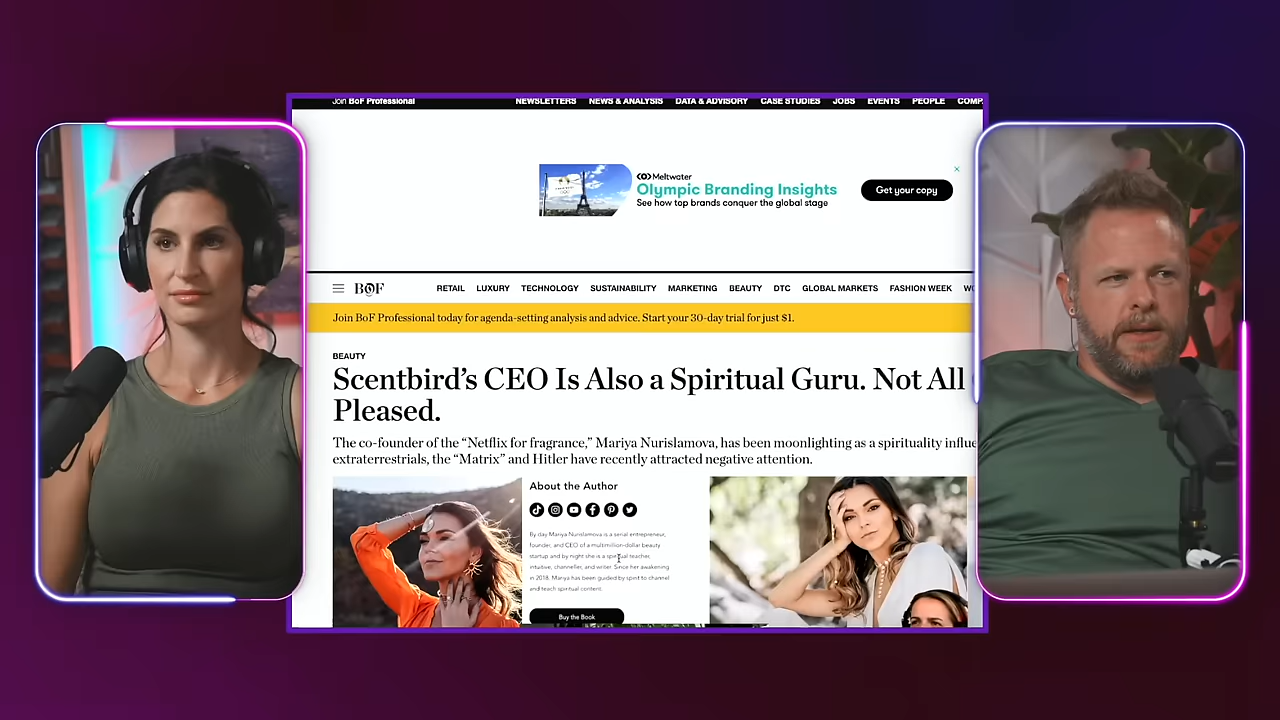 Join BoF Professional
NEWSLETTERS NEWS & ANALYSIS DATA & ADVISORY CASE STUDIES JOBS EVENTS PEOPLE COMP
Meltwater
Olympic Branding Insights
See how top brands conquer the global stage
Get your copy
BOF
RETAIL LUXURY TECHNOLOGY SUSTAINABILITY MARKETING BEAUTY DTC GLOBAL MARKETS FASHION WEEK
Join BoF Professional today for agenda-setting analysis and advice. Start your 30-day trial for just $1.
BEAUTY
Scentbird's CEO Is Also a Spiritual Guru. Not All
Pleased.
The co-founder of the “Netflix for fragrance,” Mariya Nurislamova, has been moonlighting as a spirituality influe
extraterrestrials, the “Matrix” and Hitler have recently attracted negative attention.
About the Author
By day Mariya Nurislamova is a serial entrepreneur,
founder, and CEO of a multimillion-dollar beauty
startup and by night she is a spiritual teacher,
intuitive, channeller, and writer. Since her awakening
in 2018, Mariya has been guided by spirit to channel
and teach spiritual content.
Buy the Book